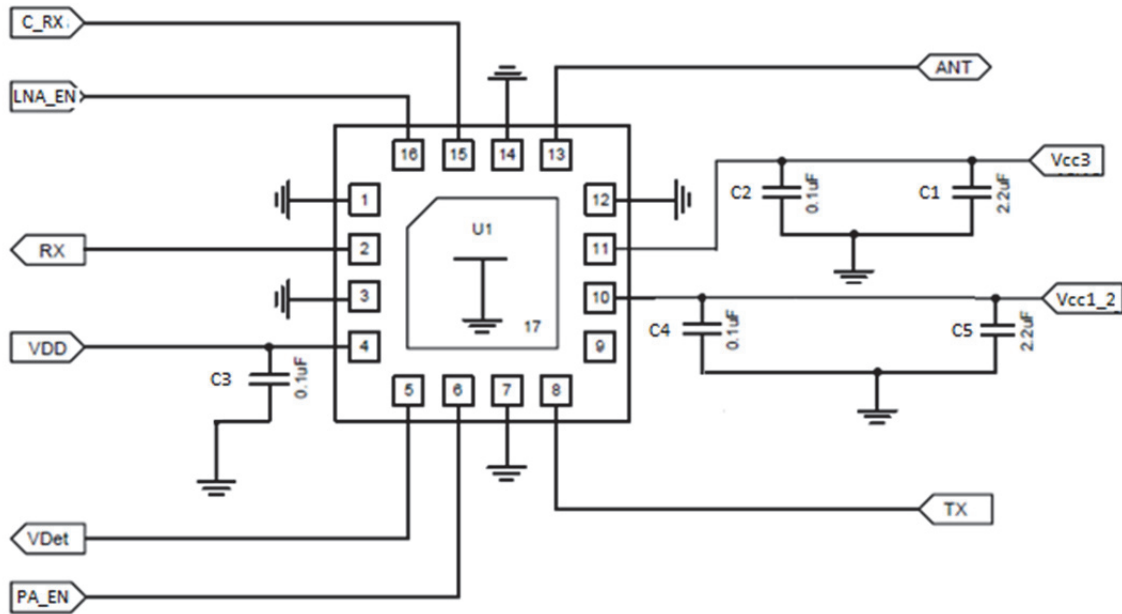 C_RX
ANT
LNA_EN
16
15
14
13
Vcc3
C2
0.1uF
C1
2.2uF
1
12
U1
RX
2
11
3
10
Vcc1_2
17
C4
0.1uF
C5
2.2uF
VDD
4
9
C3
0.1uF
5
6
7
8
TX
VDet
PA_EN